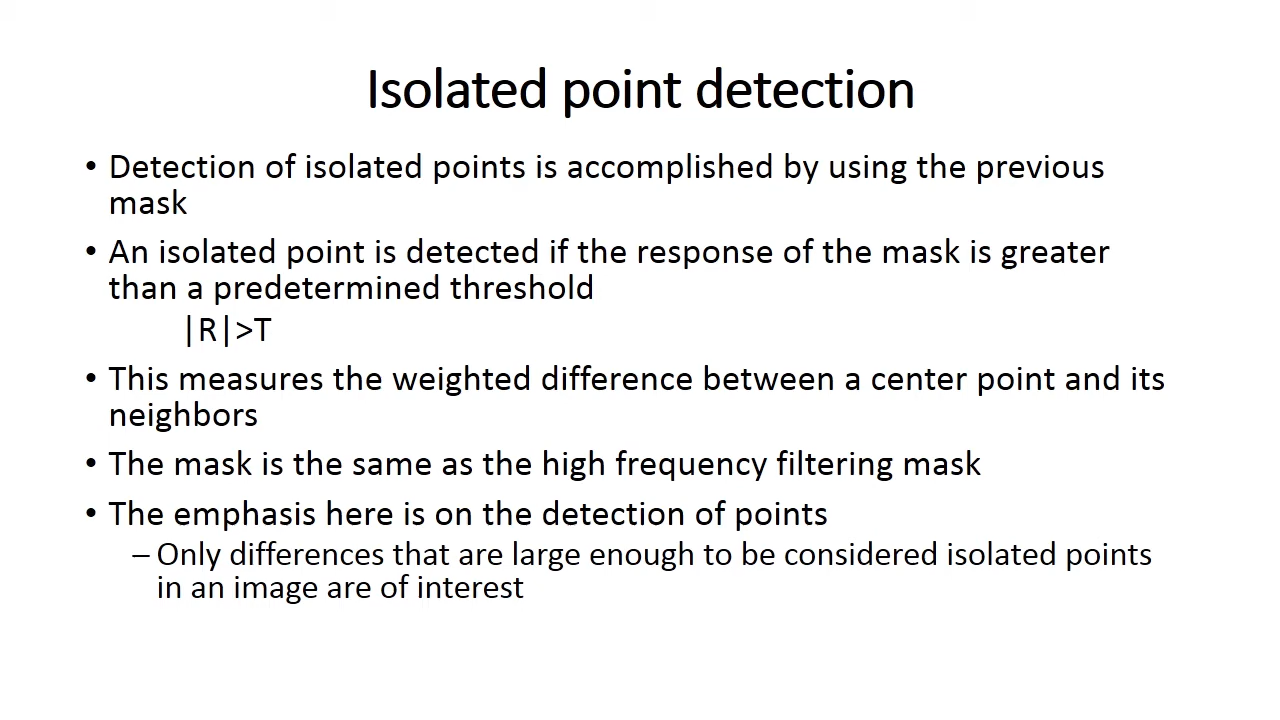 Isolated point detection
• Detection of isolated points is accomplished by using the previous
mask
• An isolated point is detected if the response of the mask is greater
than a predetermined threshold
|R|>T
• This measures the weighted difference between a center point and its
neighbors
• The mask is the same as the high frequency filtering mask
• The emphasis here is on the detection of points
– Only differences that are large enough to be considered isolated points
in an image are of interest